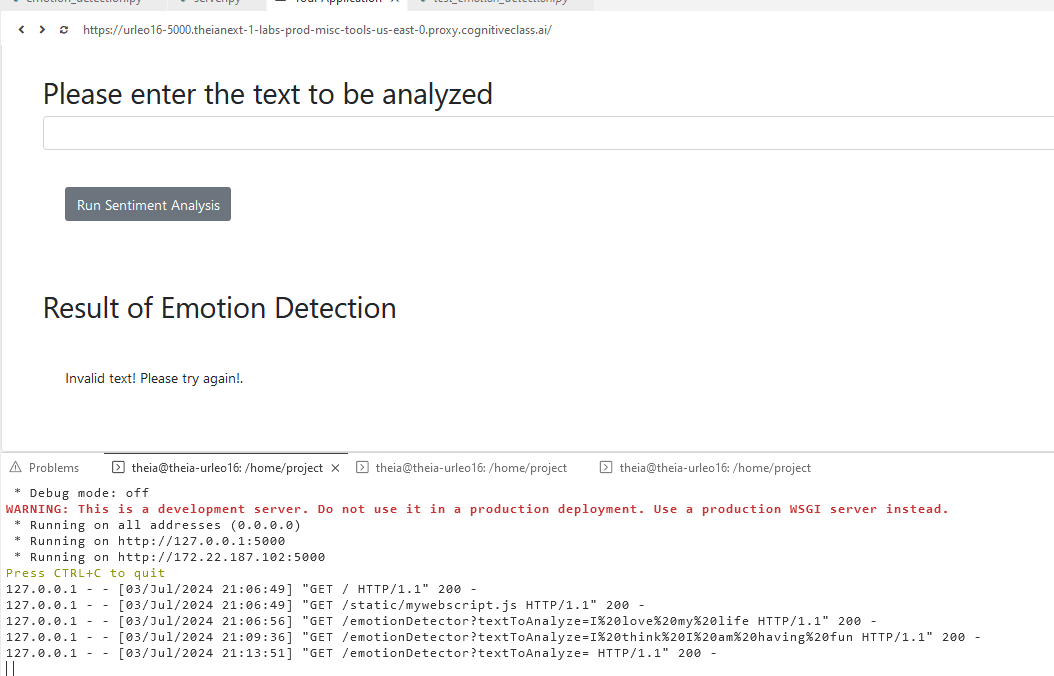 emotion_detection.py server.py Your Application test_emotion_detection.py
https://urleo16-5000.theianext-1-labs-prod-misc-tools-us-east-0.proxy.cognitiveclass.ai/
Please enter the text to be analyzed
Run Sentiment Analysis
Result of Emotion Detection
Invalid text! Please try again!.
Problems theia@theia-urleo16: /home/project theia@theia-urleo16: /home/project theia@theia-urleo16: /home/project
* Debug mode: off
WARNING: This is a development server. Do not use it in a production deployment. Use a production WSGI server instead.
* Running on all addresses (0.0.0.0)
* Running on http://127.0.0.1:5000
* Running on http://172.22.187.102:5000
Press CTRL+C to quit
127.0.0.1 - - [03/Jul/2024 21:06:49] "GET / HTTP/1.1" 200 -
127.0.0.1 - - [03/Jul/2024 21:06:49] "GET /static/mywebscript.js HTTP/1.1" 200 -
127.0.0.1 - - [03/Jul/2024 21:06:56] "GET /emotionDetector?textToAnalyze=I%20love%20my%20life HTTP/1.1" 200 -
127.0.0.1 - - [03/Jul/2024 21:09:36] "GET /emotionDetector?textToAnalyze=I%20think%20I%20am%20having%20fun HTTP/1.1" 200 -
127.0.0.1 - - [03/Jul/2024 21:13:51] "GET /emotionDetector?textToAnalyze= HTTP/1.1" 200 -